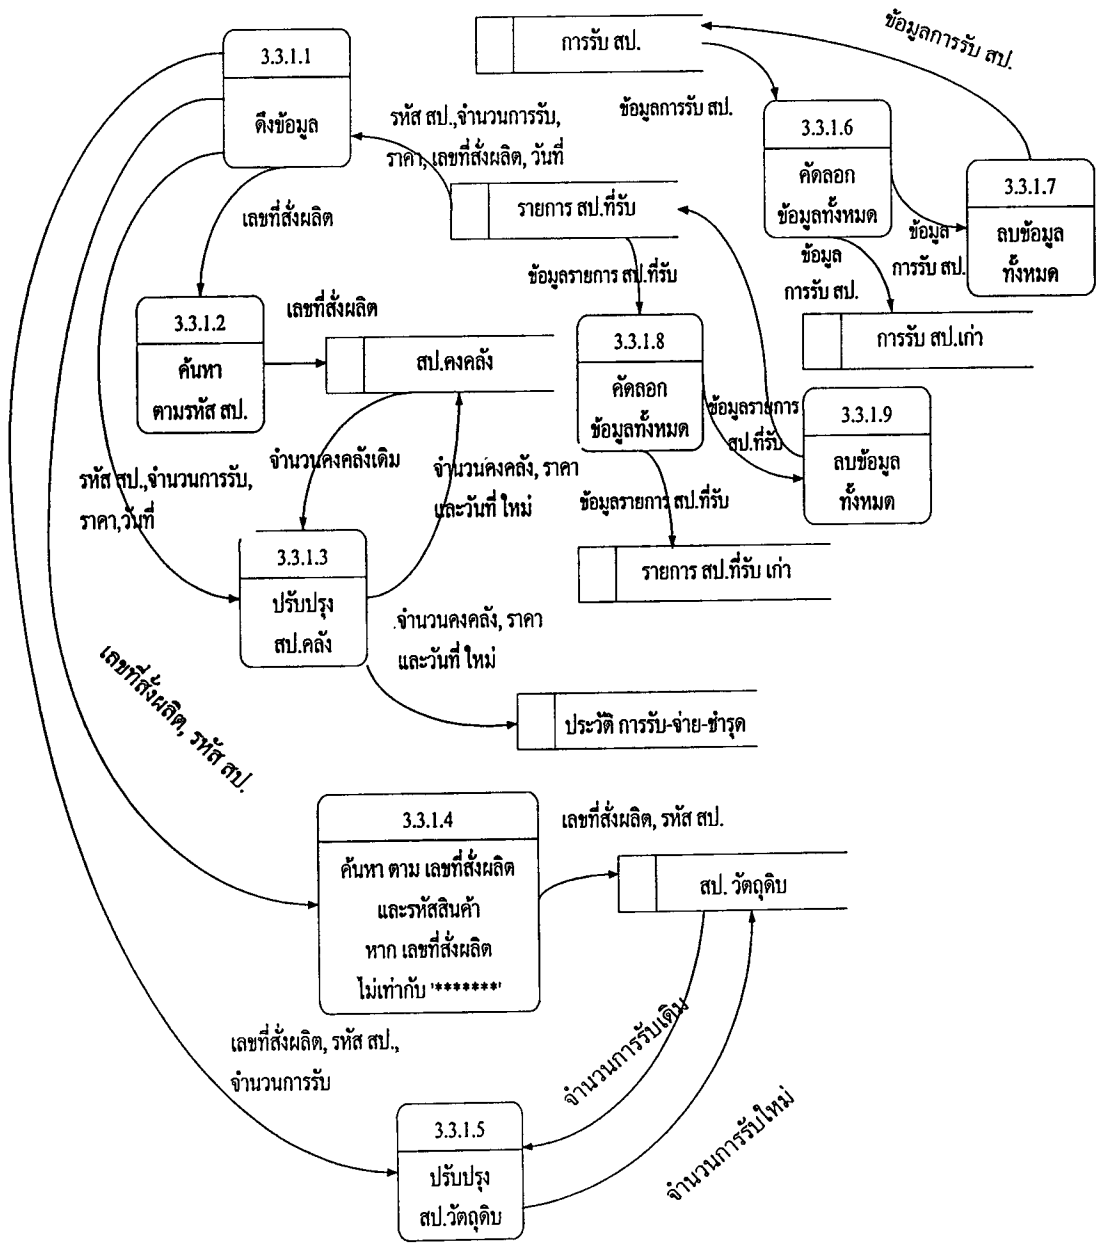 3.3.1.1
ดึงข้อมูล
การรับ สป.
ข้อมูลการรับ สป.
ข้อมูลการรับ สป.
3.3.1.6
คัดลอก
ข้อมูลทั้งหมด
3.3.1.7
ลบข้อมูล
ทั้งหมด
รหัส สป.,จำนวนการรับ,
ราคา, เลขที่สั่งผลิต, วันที่
รายการ สป.ที่รับ
เลขที่สั่งผลิต
ข้อมูล
การรับ สป.
ข้อมูล
การรับ สป.
การรับ สป.เก่า
ข้อมูลรายการ สป.ที่รับ
3.3.1.2
ค้นหา
ตามรหัส สป.
เลขที่สั่งผลิต
สป.คงคลัง
3.3.1.8
คัดลอก
ข้อมูลทั้งหมด
ข้อมูลรายการ
สป.ที่รับ
3.3.1.9
ลบข้อมูล
ทั้งหมด
จำนวนคงคลังเดิม
จำนวนคงคลัง, ราคา
และวันที่ ใหม่
รหัส สป.,จำนวนการรับ,
ราคา,วันที่
ข้อมูลรายการ สป.ที่รับ
รายการ สป.ที่รับ เก่า
3.3.1.3
ปรับปรุง
สป.คลัง
จำนวนคงคลัง, ราคา
และวันที่ ใหม่
ประวัติ การรับ-จ่าย-ชำรุด
เลขที่สั่งผลิต, รหัส สป.
3.3.1.4
ค้นหา ตาม เลขที่สั่งผลิต
และรหัสสินค้า
หาก เลขที่สั่งผลิต
ไม่เท่ากับ '*******'
เลขที่สั่งผลิต, รหัส สป.
สป. วัตถุดิบ
เลขที่สั่งผลิต, รหัส สป.,
จำนวนการรับ
จำนวนการรับเดิม
จำนวนการรับใหม่
3.3.1.5
ปรับปรุง
สป.วัตถุดิบ